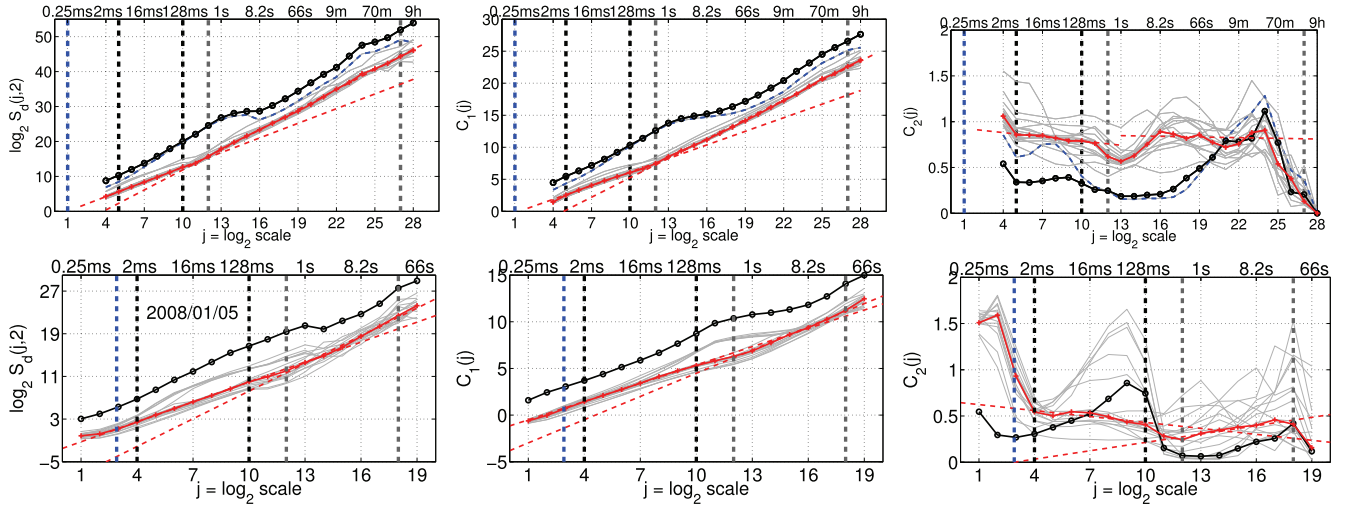 0.25ms 2ms 16ms 128ms 1s 8.2s 66s 9m 70m 9h
50
40
30
20
10
0
log2 Sd(j,2)
1 4 7 10 13 16 19 22 25 28
j = log2 scale
0.25ms 2ms 16ms 128ms 1s 8.2s 66s 9m 70m 9h
30
25
20
15
10
5
0
C1(j)
1 4 7 10 13 16 19 22 25 28
j = log2 scale
0.25ms 2ms 16ms 128ms 1s 8.2s 66s 9m 70m 9h
2
1.5
1
0.5
0
C2(j)
1 4 7 10 13 16 19 22 25 28
j = log2 scale
0.25ms 2ms 16ms 128ms 1s 8.2s 66s
27
19
11
3
−5
log2 Sd(j,2)
2008/01/05
1 4 7 10 13 16 19
j = log2 scale
0.25ms 2ms 16ms 128ms 1s 8.2s 66s
15
10
5
0
−5
C1(j)
1 4 7 10 13 16 19
j = log2 scale
0.25ms 2ms 16ms 128ms 1s 8.2s 66s
2
1.5
1
0.5
0
C2(j)
1 4 7 10 13 16 19
j = log2 scale